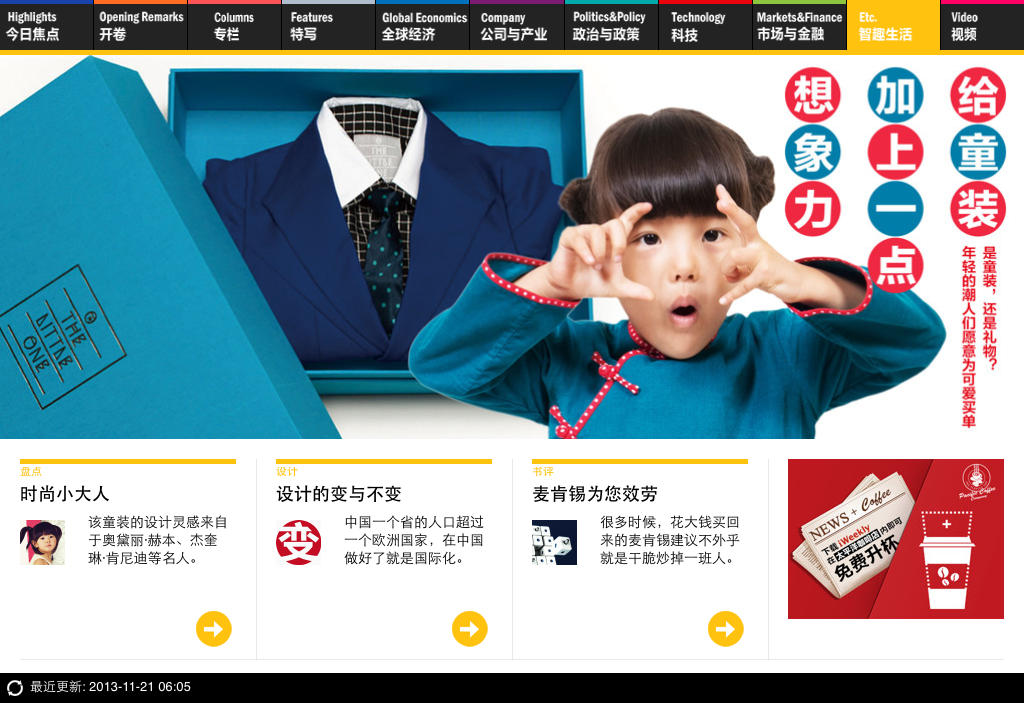 Highlights
今日焦点
Opening Remarks
开卷
Columns
专栏
Features
特写
Global Economics
全球经济
Company
公司与产业
Politics&Policy
政治与政策
Technology
科技
Markets&Finance
市场与金融
Etc.
智趣生活
Video
视频
给童装
加上一点
想象力
是童装，还是礼物？
年轻的潮人们愿意为可爱买单
THE
LITTLE
ONE
盘点
时尚小大人
该童装的设计灵感来自
于奥黛丽·赫本、杰奎
琳·肯尼迪等名人。
设计
设计的变与不变
变
中国一个省的人口超过
一个欧洲国家，在中国
做好了就是国际化。
书评
麦肯锡为您效劳
很多时候，花大钱买回
来的麦肯锡建议不外乎
就是干脆炒掉一班人。
NEWS + Coffee
下载 iWeekly
在太平洋咖啡店内即可
免费升杯
Pacific Coffee
最近更新: 2013-11-21 06:05